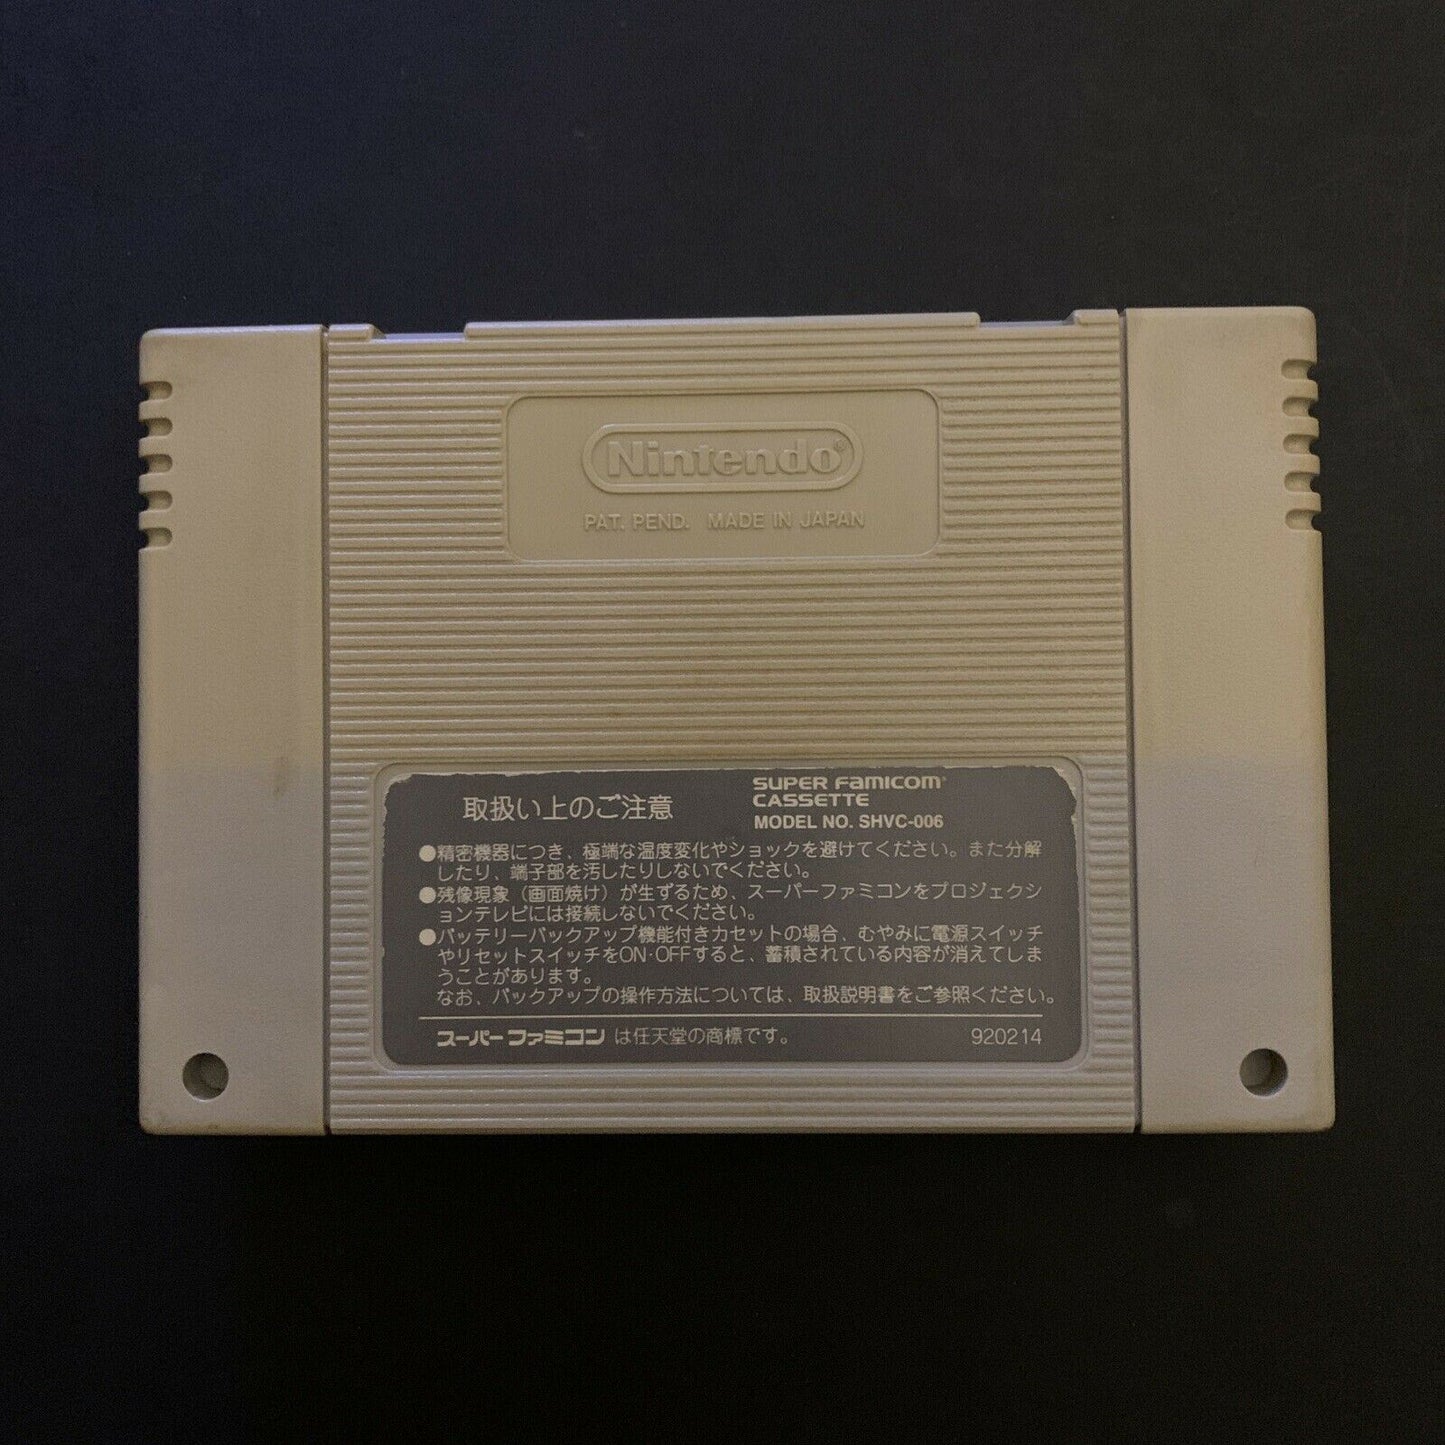 Nintendo®
PAT. PEND. MADE IN JAPAN
取扱い上のご注意
SUPER FAMICOM
CASSETTE
MODEL NO. SHVC-006
●精密機器につき、極端な温度変化やショックを避けてください。また分解
したり、端子部を汚したりしないでください。
●残像現象（画面焼け）が生ずるため、スーパーファミコンをプロジェクシ
ョンテレビには接続しないでください。
●バッテリーバックアップ機能付きカセットの場合、むやみに電源スイッチ
やリセットスイッチをON・OFFすると、蓄積されている内容が消えてしま
うことがあります。
なお、バックアップの操作方法については、取扱説明書をご参照ください。
スーパーファミコンは任天堂の商標です。 920214